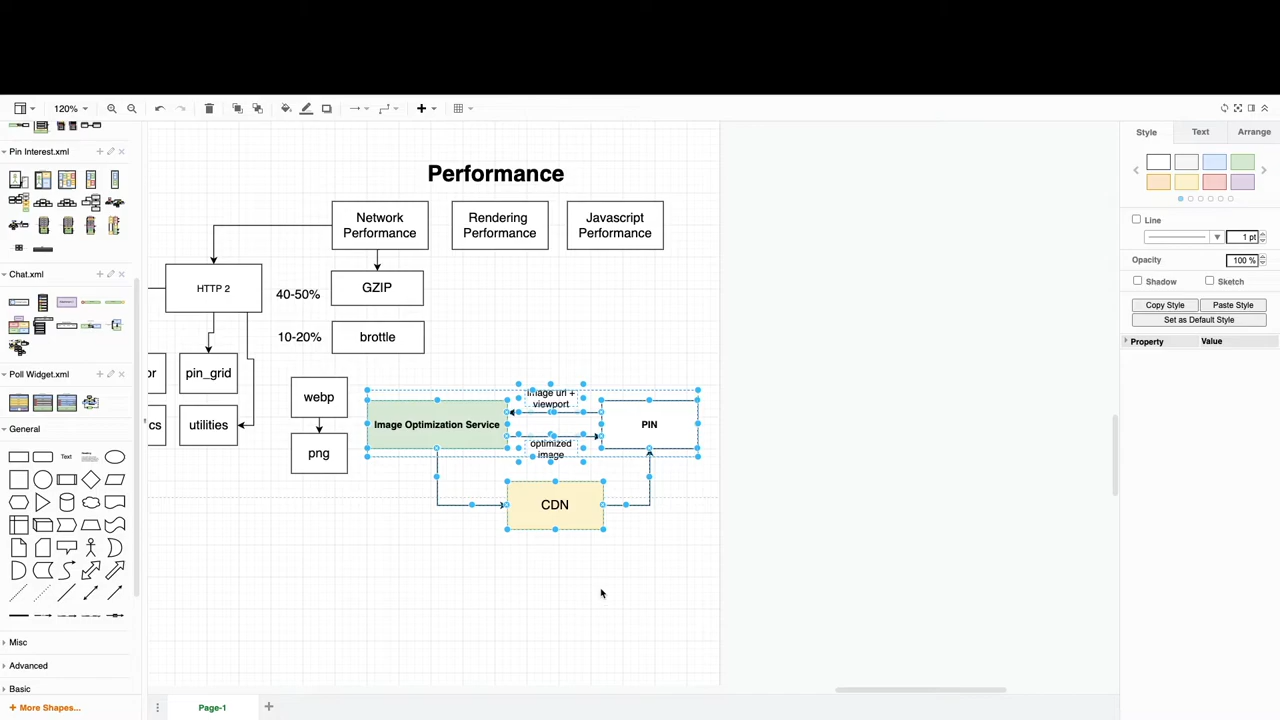 120%
Pin Interest.xml
Chat.xml
Poll Widget.xml
General
Text
Misc
Advanced
Basic
+ More Shapes...
Page-1
Performance
Network
Performance
Rendering
Performance
Javascript
Performance
HTTP 2
40-50%
GZIP
10-20%
brottle
pin_grid
utilities
webp
png
Image Optimization Service
image url +
viewport
optimized
image
PIN
CDN
Style
Text
Arrange
Line
1 pt
Opacity
100 %
Shadow
Sketch
Copy Style
Paste Style
Set as Default Style
Property
Value